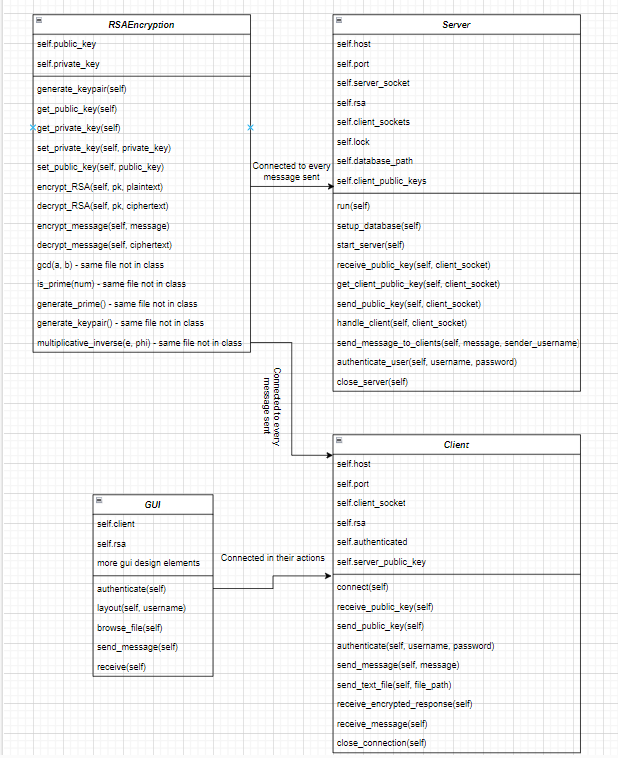 RSAEncryption
self.public_key
self.private_key
generate_keypair(self)
get_public_key(self)
get_private_key(self)
set_private_key(self, private_key)
set_public_key(self, public_key)
encrypt_RSA(self, pk, plaintext)
decrypt_RSA(self, pk, ciphertext)
encrypt_message(self, message)
decrypt_message(self, ciphertext)
gcd(a, b) - same file not in class
is_prime(num) - same file not in class
generate_prime() - same file not in class
generate_keypair() - same file not in class
multiplicative_inverse(e, phi) - same file not in class
Connected to every
message sent
Server
self.host
self.port
self.server_socket
self.rsa
self.client_sockets
self.lock
self.database_path
self.client_public_keys
run(self)
setup_database(self)
start_server(self)
receive_public_key(self, client_socket)
get_client_public_key(self, client_socket)
send_public_key(self, client_socket)
handle_client(self, client_socket)
send_message_to_clients(self, message, sender_username)
authenticate_user(self, username, password)
close_server(self)
Connected to every
message sent
GUI
self.client
self.rsa
more gui design elements
authenticate(self)
layout(self, username)
browse_file(self)
send_message(self)
receive(self)
Connected in their actions
Client
self.host
self.port
self.client_socket
self.rsa
self.authenticated
self.server_public_key
connect(self)
receive_public_key(self)
send_public_key(self)
authenticate(self, username, password)
send_message(self, message)
send_text_file(self, file_path)
receive_encrypted_response(self)
receive_message(self)
close_connection(self)